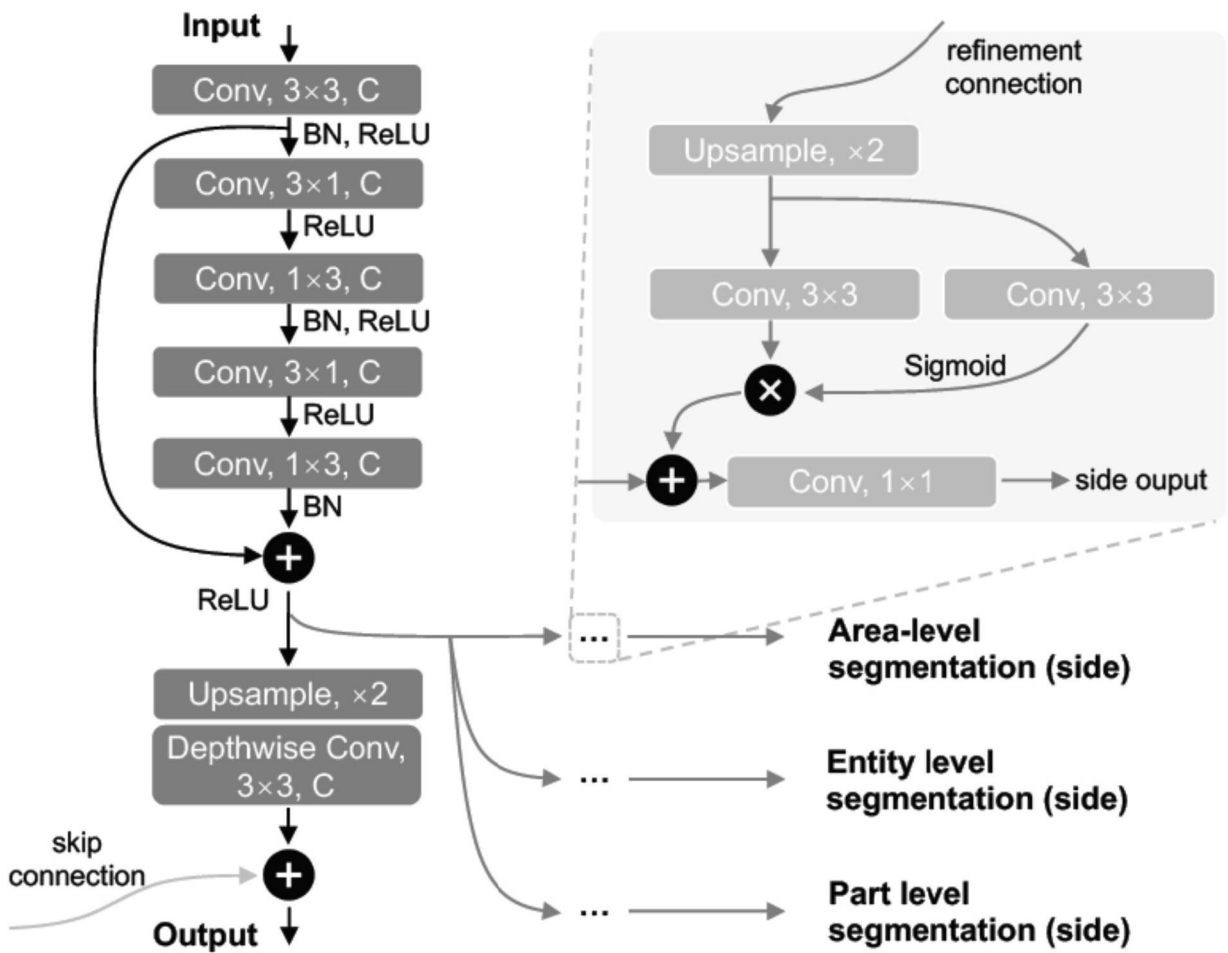 Input
Conv, 3×3, C
BN, ReLU
Conv, 3×1, C
ReLU
Conv, 1×3, C
BN, ReLU
Conv, 3×1, C
ReLU
Conv, 1×3, C
BN
+
ReLU
Upsample, ×2
Depthwise Conv,
3×3, C
skip
connection
+
Output
refinement
connection
Upsample, ×2
Conv, 3×3
Conv, 3×3
Sigmoid
×
+
Conv, 1×1
side ouput
...
Area-level
segmentation (side)
...
Entity level
segmentation (side)
...
Part level
segmentation (side)